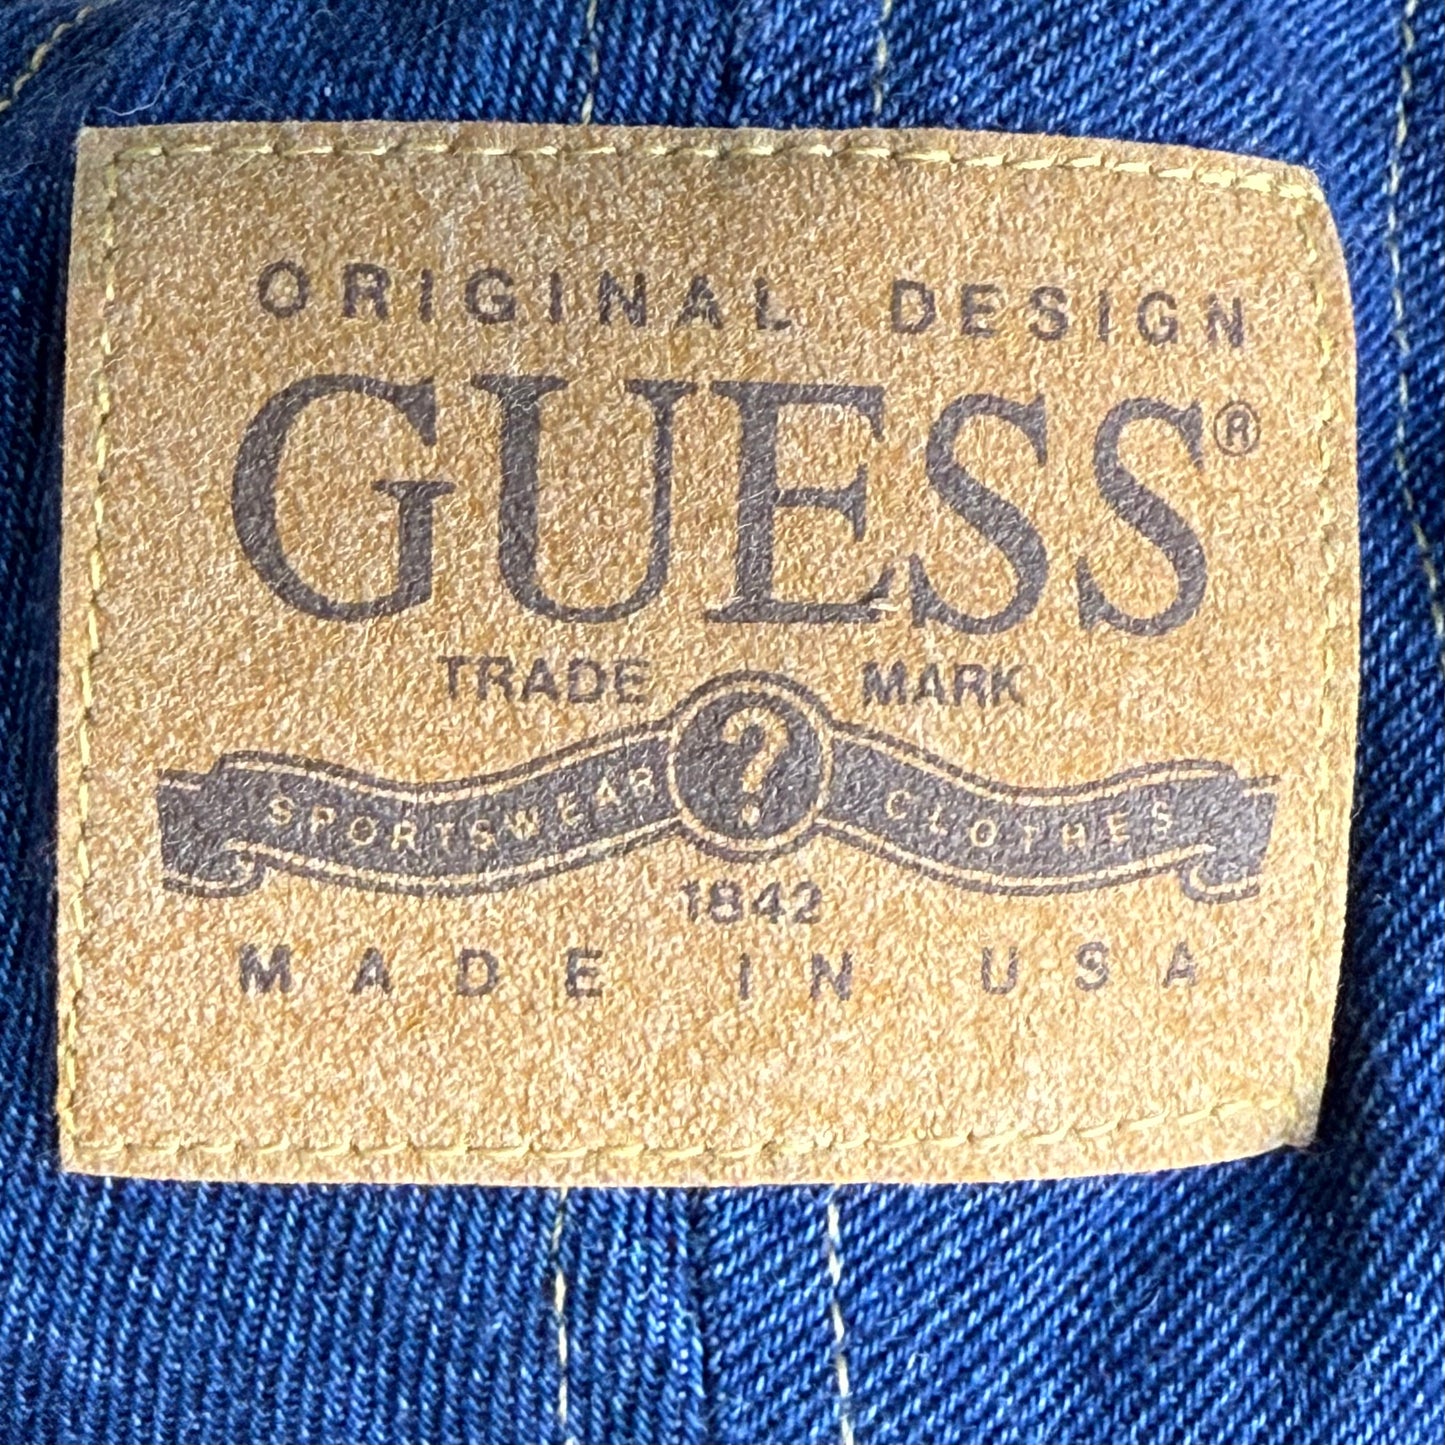 ORIGINAL DESIGN
GUESS®
TRADE MARK
SPORTSWEAR ? CLOTHES
1842
MADE IN USA